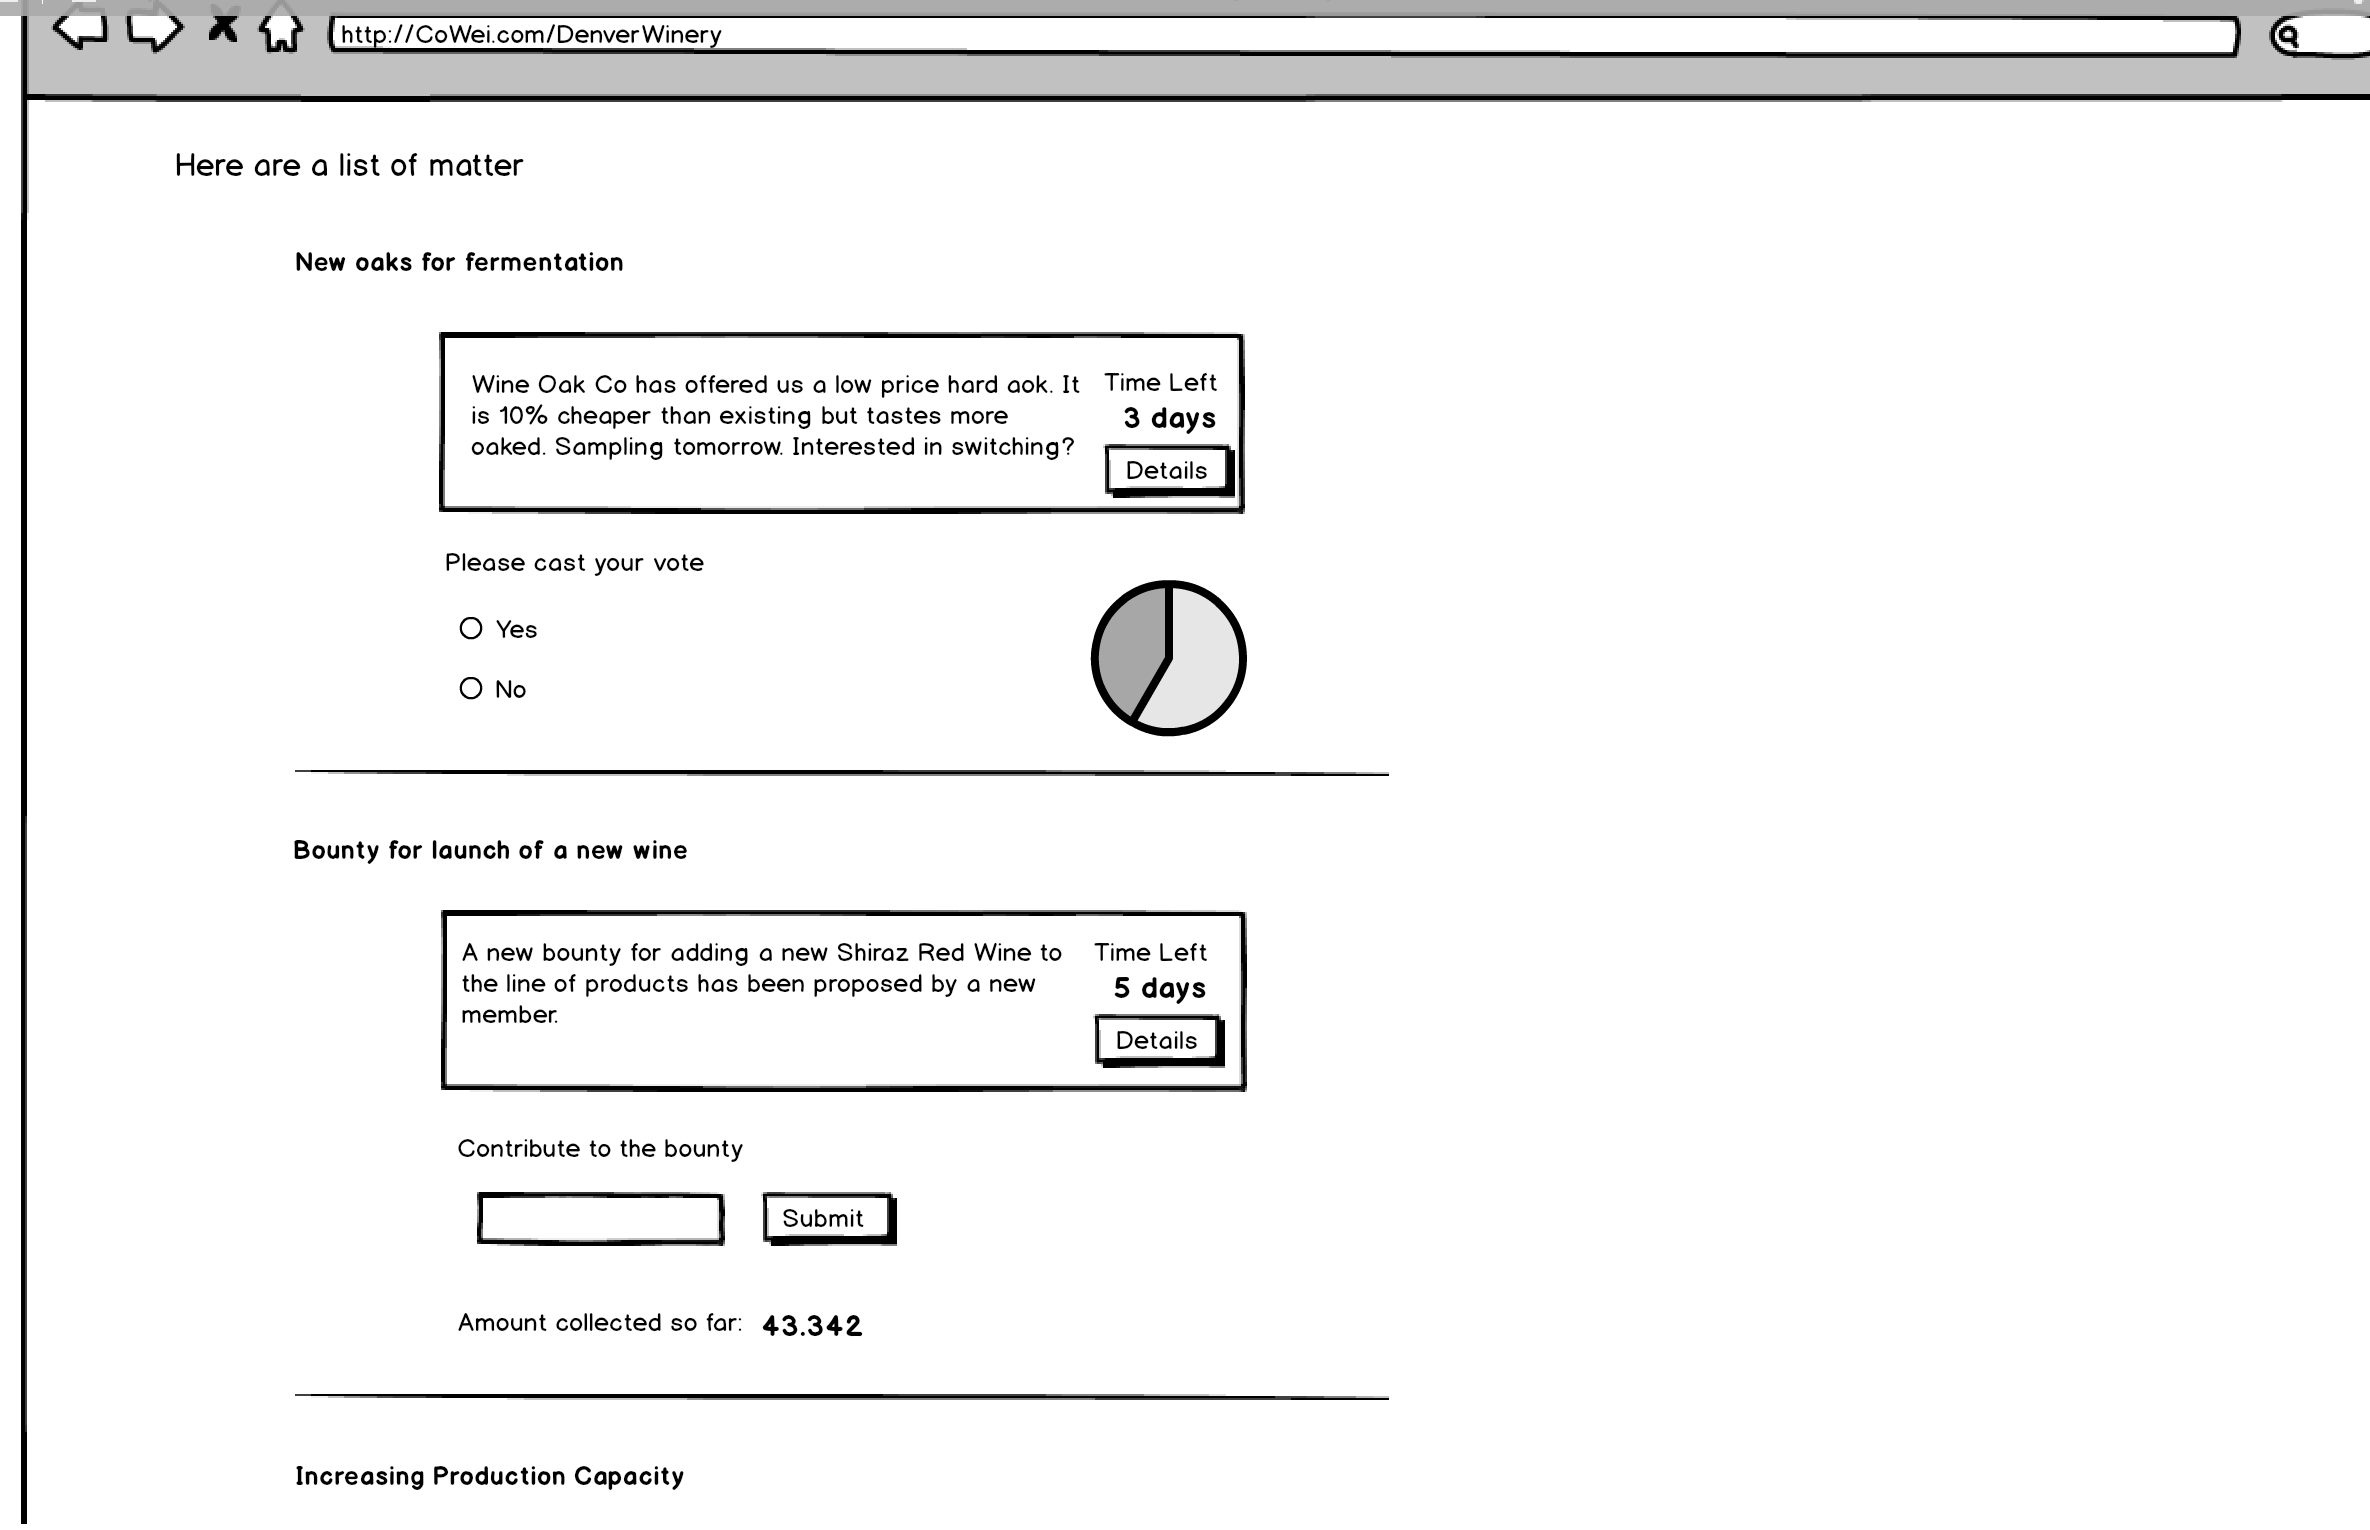 http://CoWei.com/DenverWinery
Here are a list of matter
New oaks for fermentation
Wine Oak Co has offered us a low price hard aok. It
is 10% cheaper than existing but tastes more
oaked. Sampling tomorrow. Interested in switching?
Time Left
3 days
Details
Please cast your vote
Yes
No
Bounty for launch of a new wine
A new bounty for adding a new Shiraz Red Wine to
the line of products has been proposed by a new
member.
Time Left
5 days
Details
Contribute to the bounty
Submit
Amount collected so far: 43.342
Increasing Production Capacity